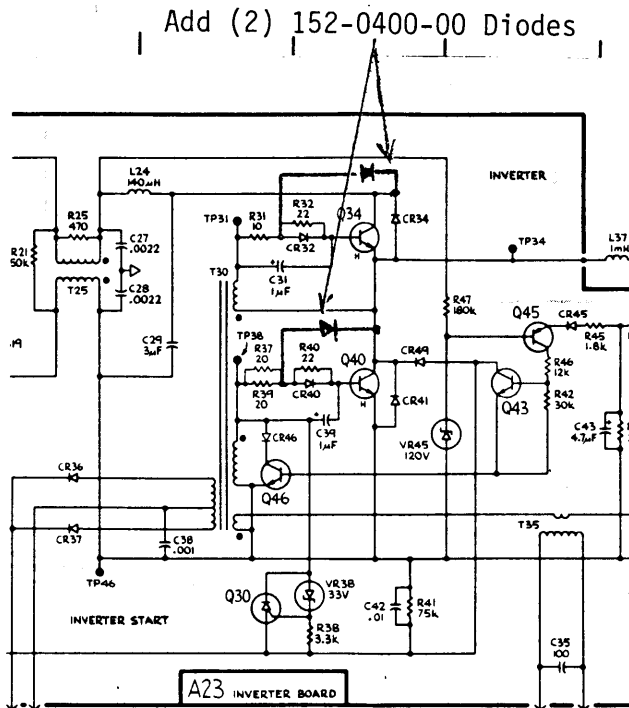 Add (2) 152-0400-00 Diodes
INVERTER
L24
140μH
R25
470
R21
50k
C27
.0022
C28
.0022
T25
C29
3μF
TP31
R31
10
R32
22
CR32
Q34
H
CR34
TP34
L37
T30
C31
1μF
TP38
R37
20
R39
20
R40
22
CR40
Q40
H
CR41
CR49
C39
1μF
CR46
Q46
R47
180k
Q45
CR45
R45
1.8k
R46
12k
R42
30k
Q43
VR45
120V
C43
4.7μF
CR36
CR37
C38
.001
TP46
T35
INVERTER START
Q30
VR38
33V
R38
3.3k
C42
.01
R41
75k
C35
100
A23 INVERTER BOARD